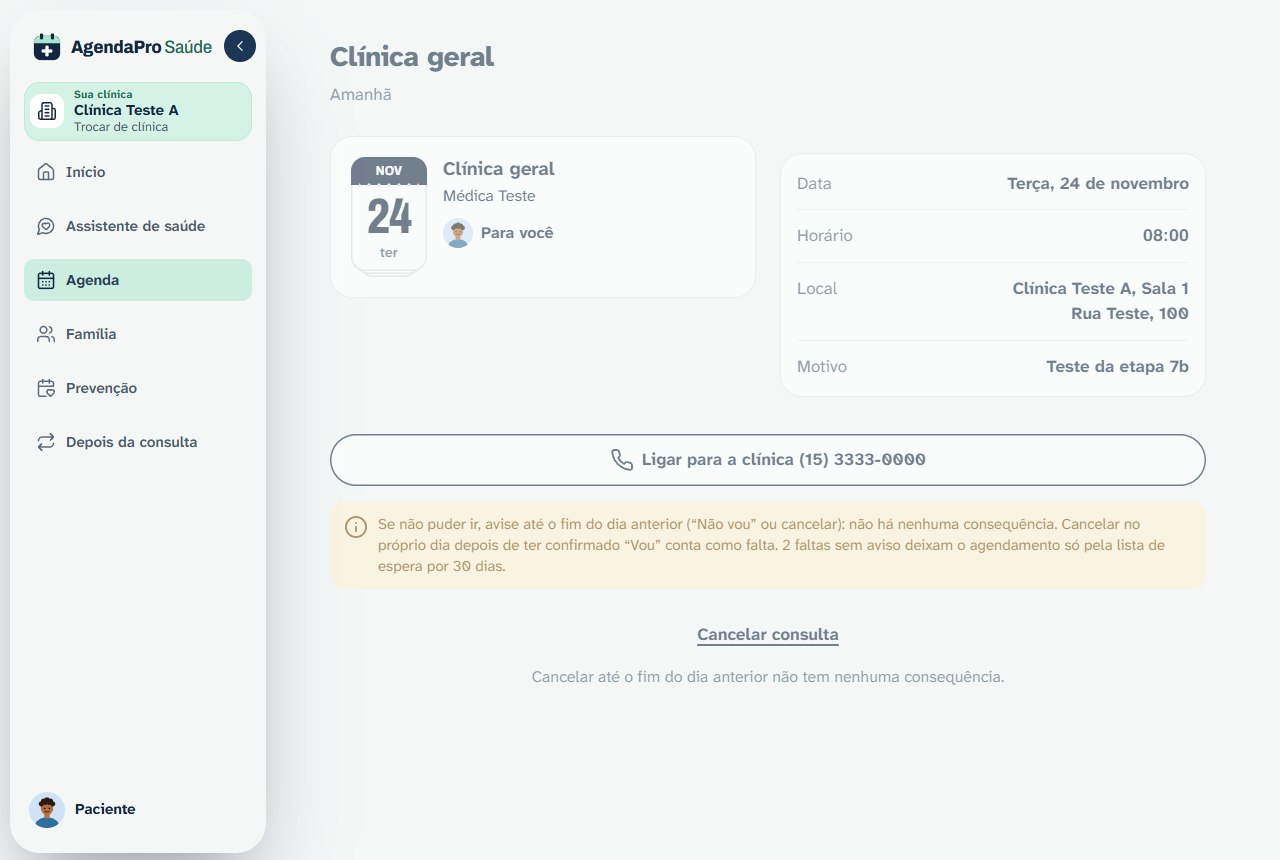 AgendaPro Saúde
Sua clínica
Clínica Teste A
Trocar de clínica
Início
Assistente de saúde
Agenda
Família
Prevenção
Depois da consulta
Paciente
Clínica geral
Amanhã
NOV
24
ter
Clínica geral
Médica Teste
Para você
Data
Terça, 24 de novembro
Horário
08:00
Local
Clínica Teste A, Sala 1
Rua Teste, 100
Motivo
Teste da etapa 7b
Ligar para a clínica (15) 3333-0000
Se não puder ir, avise até o fim do dia anterior (“Não vou” ou cancelar): não há nenhuma consequência. Cancelar no
próprio dia depois de ter confirmado “Vou” conta como falta. 2 faltas sem aviso deixam o agendamento só pela lista de
espera por 30 dias.
Cancelar consulta
Cancelar até o fim do dia anterior não tem nenhuma consequência.